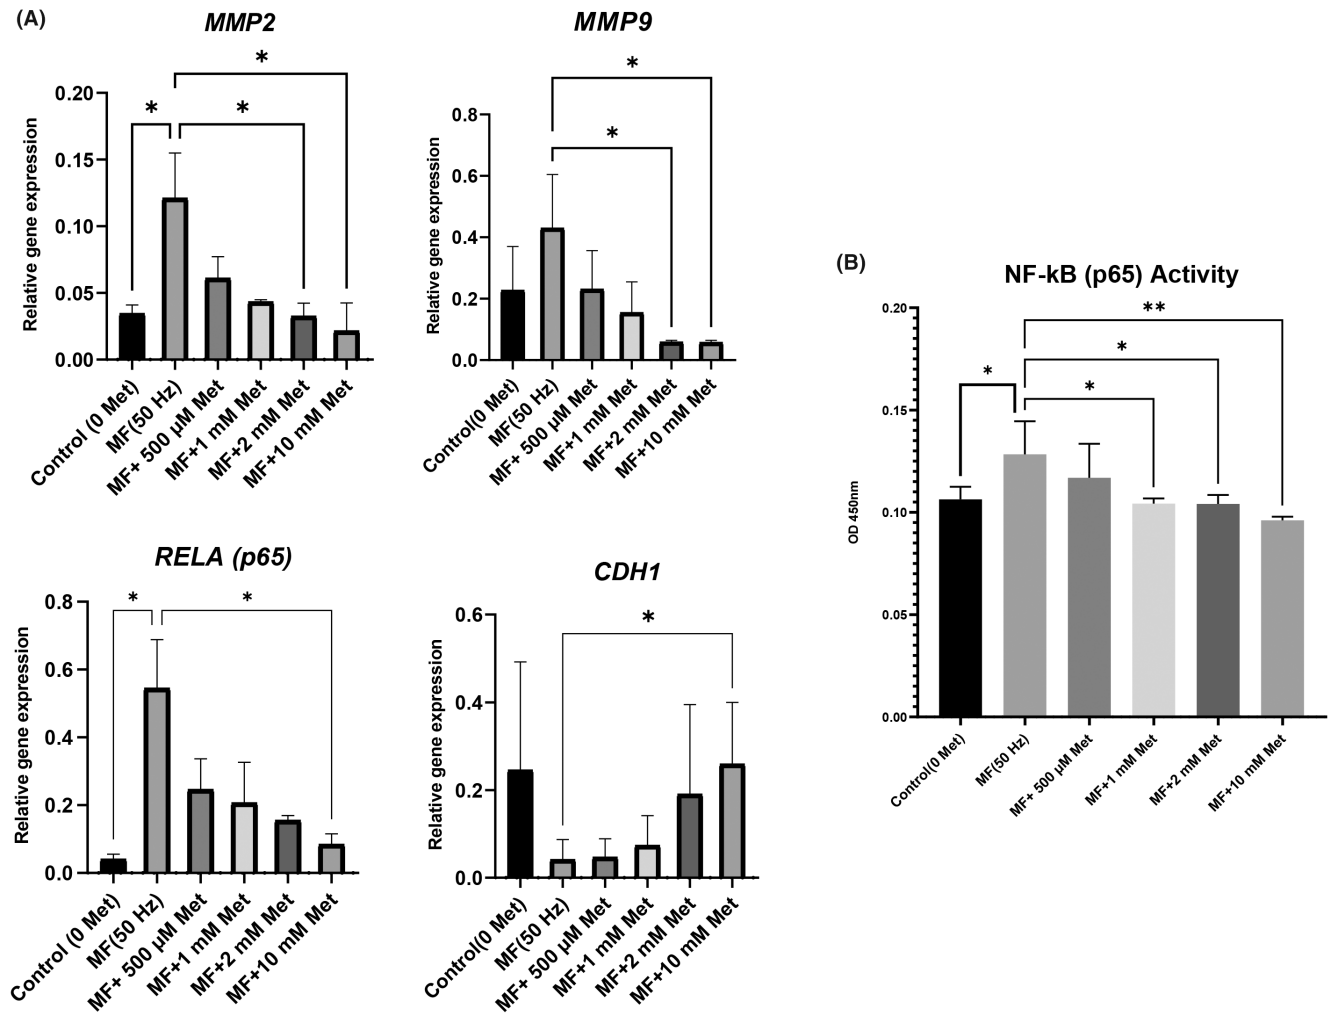 (A)
MMP2
*
*
*
Relative gene expression
0.20
0.15
0.10
0.05
0.00
Control (0 Met)
MF(50 Hz)
MF+ 500 µM Met
MF+1 mM Met
MF+2 mM Met
MF+10 mM Met
MMP9
*
*
Relative gene expression
0.8
0.6
0.4
0.2
0.0
Control(0 Met)
MF(50 Hz)
MF+ 500 µM Met
MF+1 mM Met
MF+2 mM Met
MF+10 mM Met
RELA (p65)
*
*
Relative gene expression
0.8
0.6
0.4
0.2
0.0
Control (0 Met)
MF(50 Hz)
MF+ 500 µM Met
MF+1 mM Met
MF+2 mM Met
MF+10 mM Met
CDH1
*
Relative gene expression
0.6
0.4
0.2
0.0
Control(0 Met)
MF(50 Hz)
MF+ 500 µM Met
MF+1 mM Met
MF+2 mM Met
MF+10 mM Met
(B)
NF-kB (p65) Activity
**
*
*
*
OD 450nm
0.20
0.15
0.10
0.05
0.00
Control(0 Met)
MF(50 Hz)
MF+ 500 µM Met
MF+1 mM Met
MF+2 mM Met
MF+10 mM Met